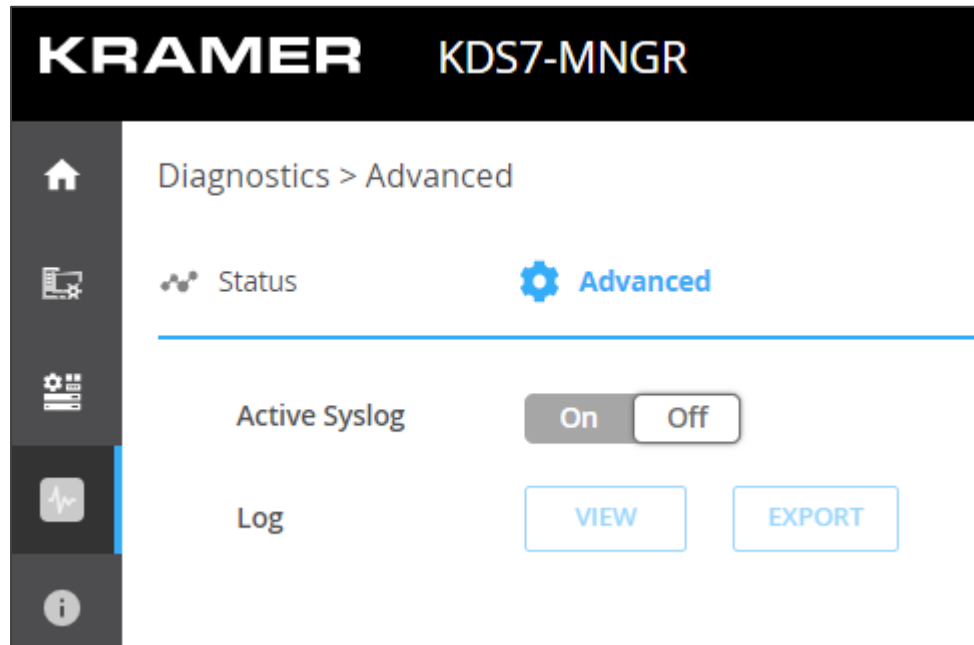 KRAMER KDS7-MNGR
Diagnostics > Advanced
Status Advanced
Active Syslog On Off
Log VIEW EXPORT